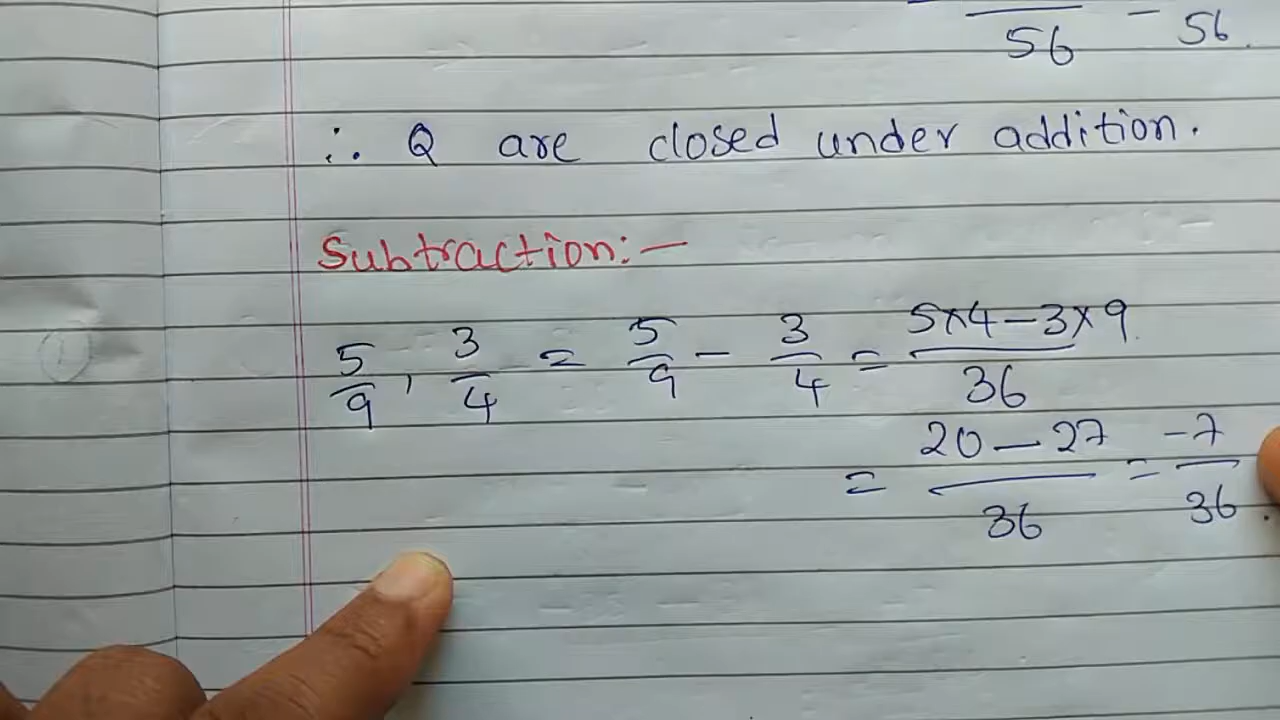 56 - 56.
∴ Q are closed under addition.
Subtraction:-
5/9 , 3/4 = 5/9 - 3/4 = 5×4-3×9/36
= 20-27/36 = -7/36.